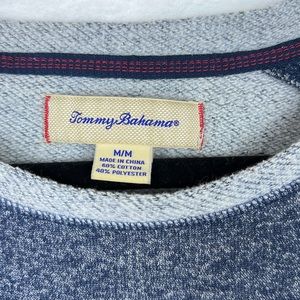 Tommy Bahama®
M/M
MADE IN CHINA
60% COTTON
40% POLYESTER